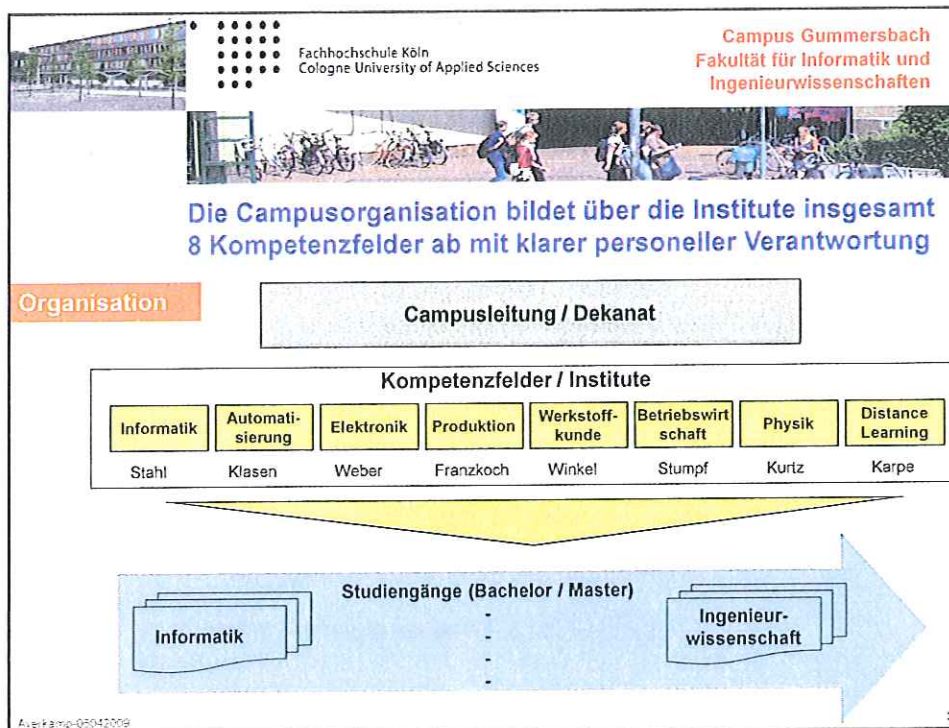 Fachhochschule Köln
Cologne University of Applied Sciences
Campus Gummersbach
Fakultät für Informatik und
Ingenieurwissenschaften
Die Campusorganisation bildet über die Institute insgesamt
8 Kompetenzfelder ab mit klarer personeller Verantwortung
Organisation
Campusleitung / Dekanat
Kompetenzfelder / Institute
Informatik
Automati-
sierung
Elektronik
Produktion
Werkstoff-
kunde
Betriebswirt
schaft
Physik
Distance
Learning
Stahl
Klasen
Weber
Franzkoch
Winkel
Stumpf
Kurtz
Karpe
Studiengänge (Bachelor / Master)
Informatik
Ingenieur-
wissenschaft